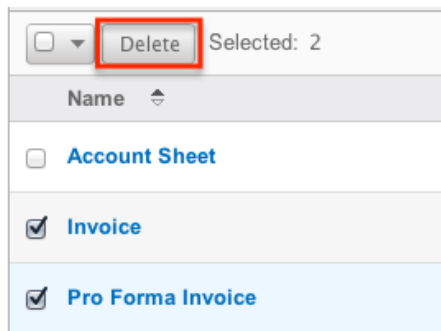 Delete Selected: 2
Name
Account Sheet
Invoice
Pro Forma Invoice